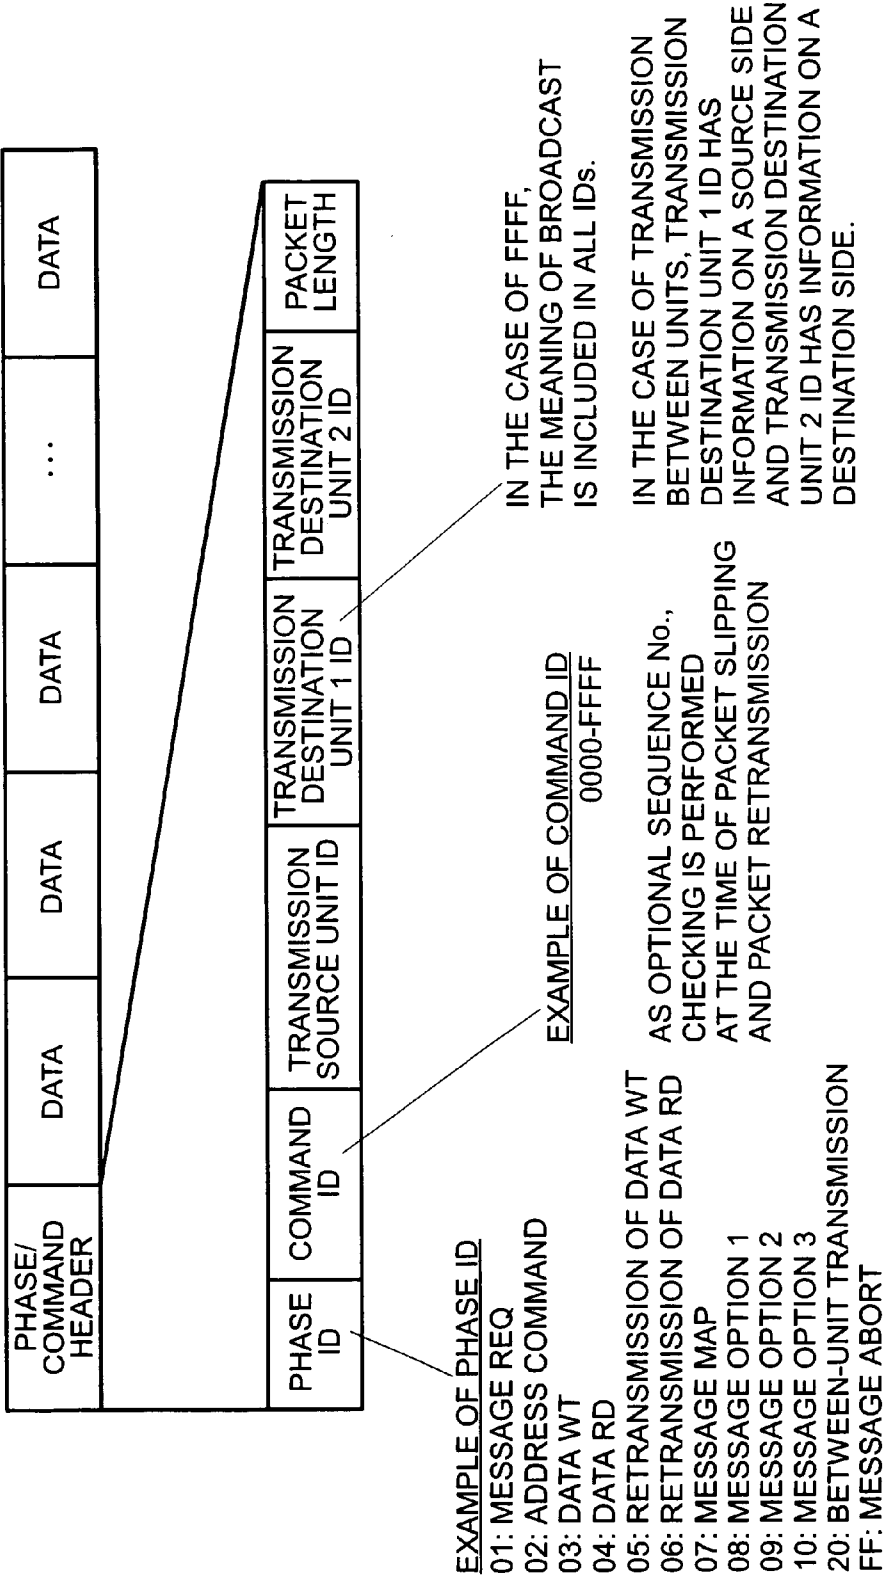 PHASE/
COMMAND
HEADER
DATA
DATA
DATA
...
DATA
PHASE
ID
COMMAND
ID
TRANSMISSION
SOURCE UNIT ID
TRANSMISSION
DESTINATION
UNIT 1 ID
TRANSMISSION
DESTINATION
UNIT 2 ID
PACKET
LENGTH
EXAMPLE OF PHASE ID
01: MESSAGE REQ
02: ADDRESS COMMAND
03: DATA WT
04: DATA RD
05: RETRANSMISSION OF DATA WT
06: RETRANSMISSION OF DATA RD
07: MESSAGE MAP
08: MESSAGE OPTION 1
09: MESSAGE OPTION 2
10: MESSAGE OPTION 3
20: BETWEEN-UNIT TRANSMISSION
FF: MESSAGE ABORT
EXAMPLE OF COMMAND ID
0000-FFFF
AS OPTIONAL SEQUENCE No.,
CHECKING IS PERFORMED
AT THE TIME OF PACKET SLIPPING
AND PACKET RETRANSMISSION
IN THE CASE OF FFFF,
THE MEANING OF BROADCAST
IS INCLUDED IN ALL IDs.
IN THE CASE OF TRANSMISSION
BETWEEN UNITS, TRANSMISSION
DESTINATION UNIT 1 ID HAS
INFORMATION ON A SOURCE SIDE
AND TRANSMISSION DESTINATION
UNIT 2 ID HAS INFORMATION ON A
DESTINATION SIDE.